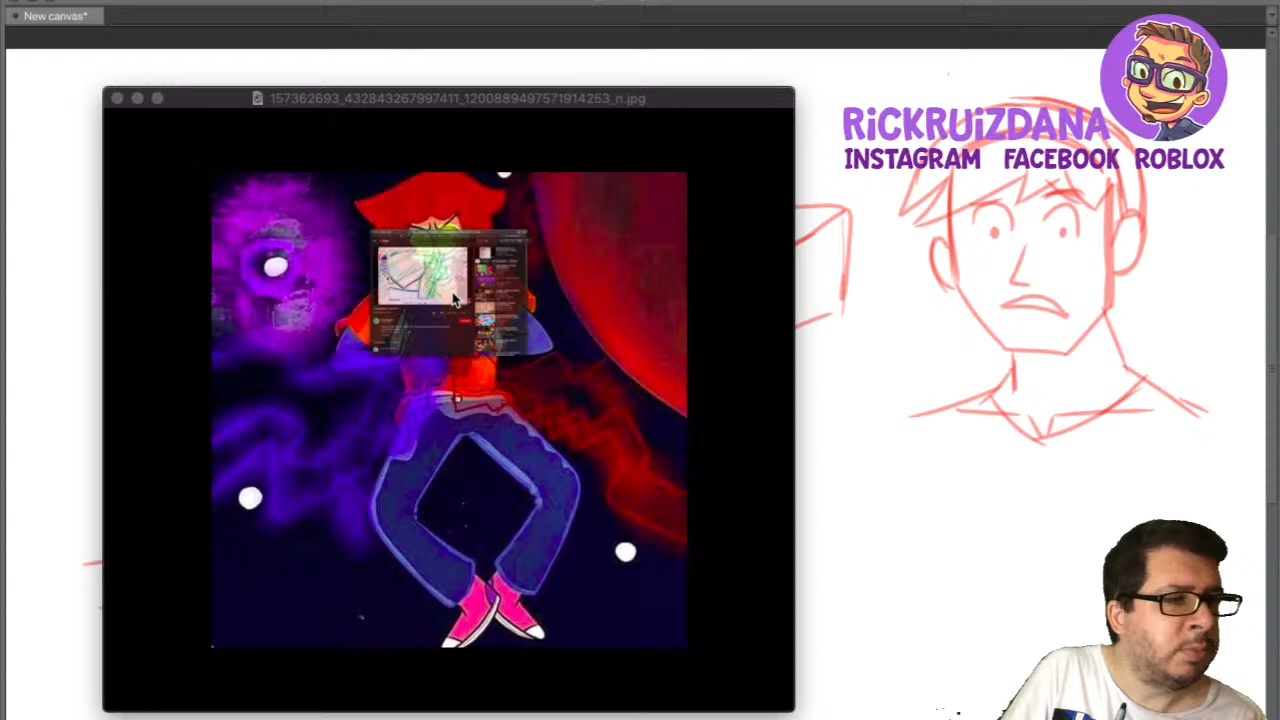 New canvas*
157362693_432843267997411_1200889497571914253_n.jpg
RiCKRUiZDANA
INSTAGRAM FACEBOOK ROBLOX